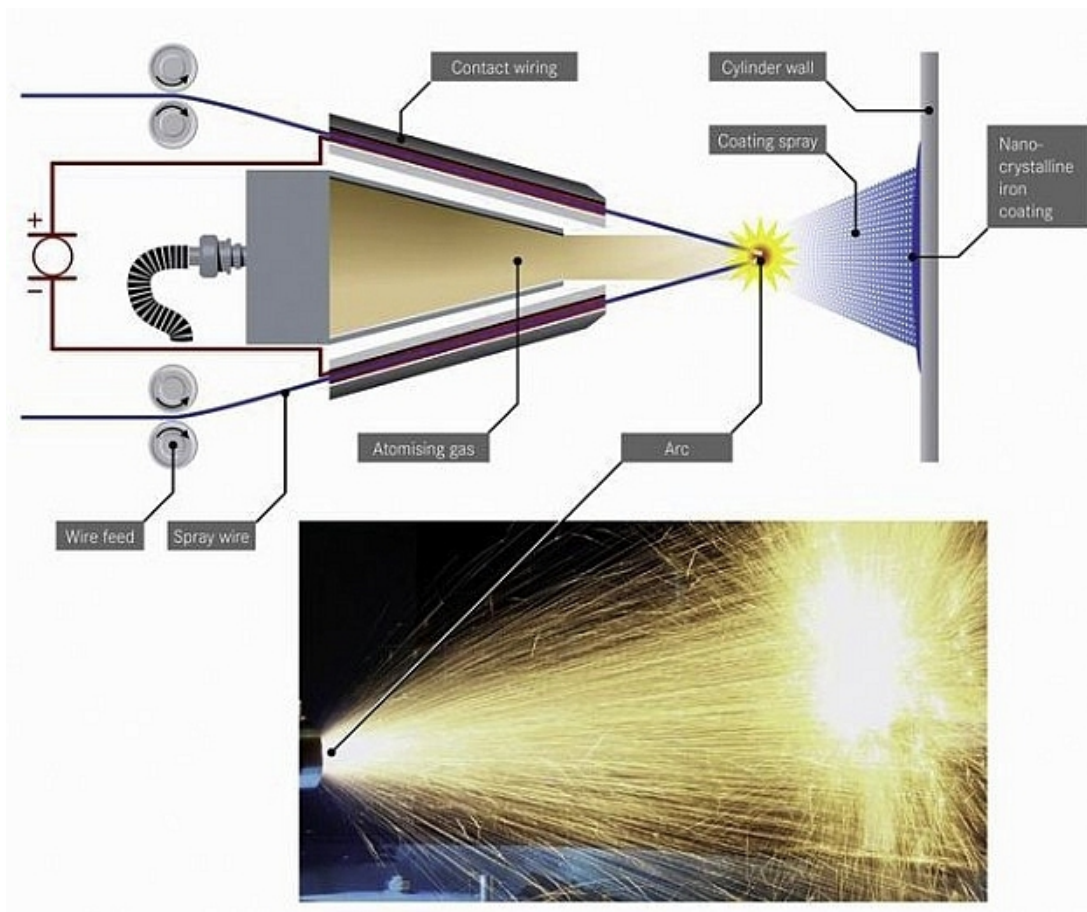 Contact wiring
Cylinder wall
Coating spray
Nano-
crystalline
iron
coating
+
−
Atomising gas
Arc
Wire feed
Spray wire